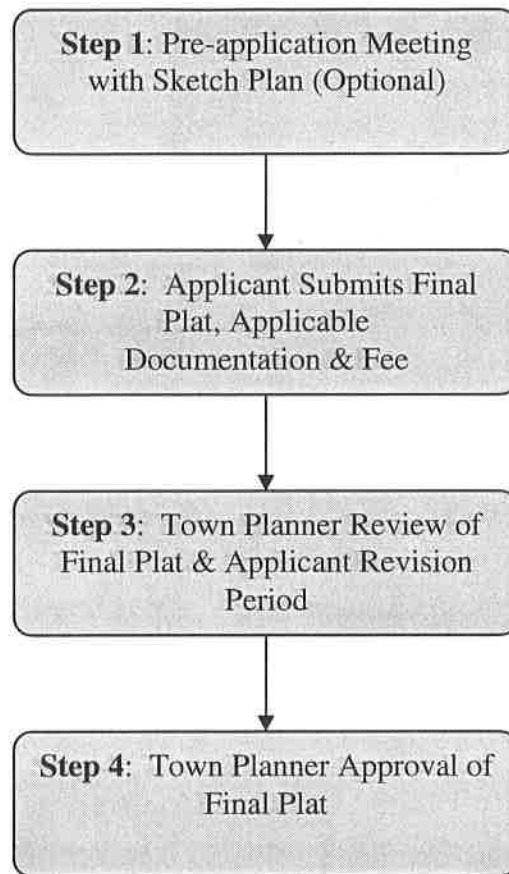 Step 1: Pre-application Meeting
with Sketch Plan (Optional)
Step 2: Applicant Submits Final
Plat, Applicable
Documentation & Fee
Step 3: Town Planner Review of
Final Plat & Applicant Revision
Period
Step 4: Town Planner Approval of
Final Plat